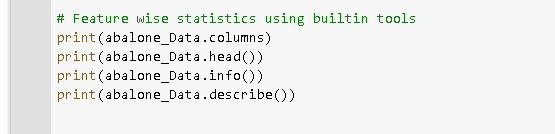 # Feature wise statistics using builtin tools
print(abalone_Data.columns)
print(abalone_Data.head())
print(abalone_Data.info())
print(abalone_Data.describe())